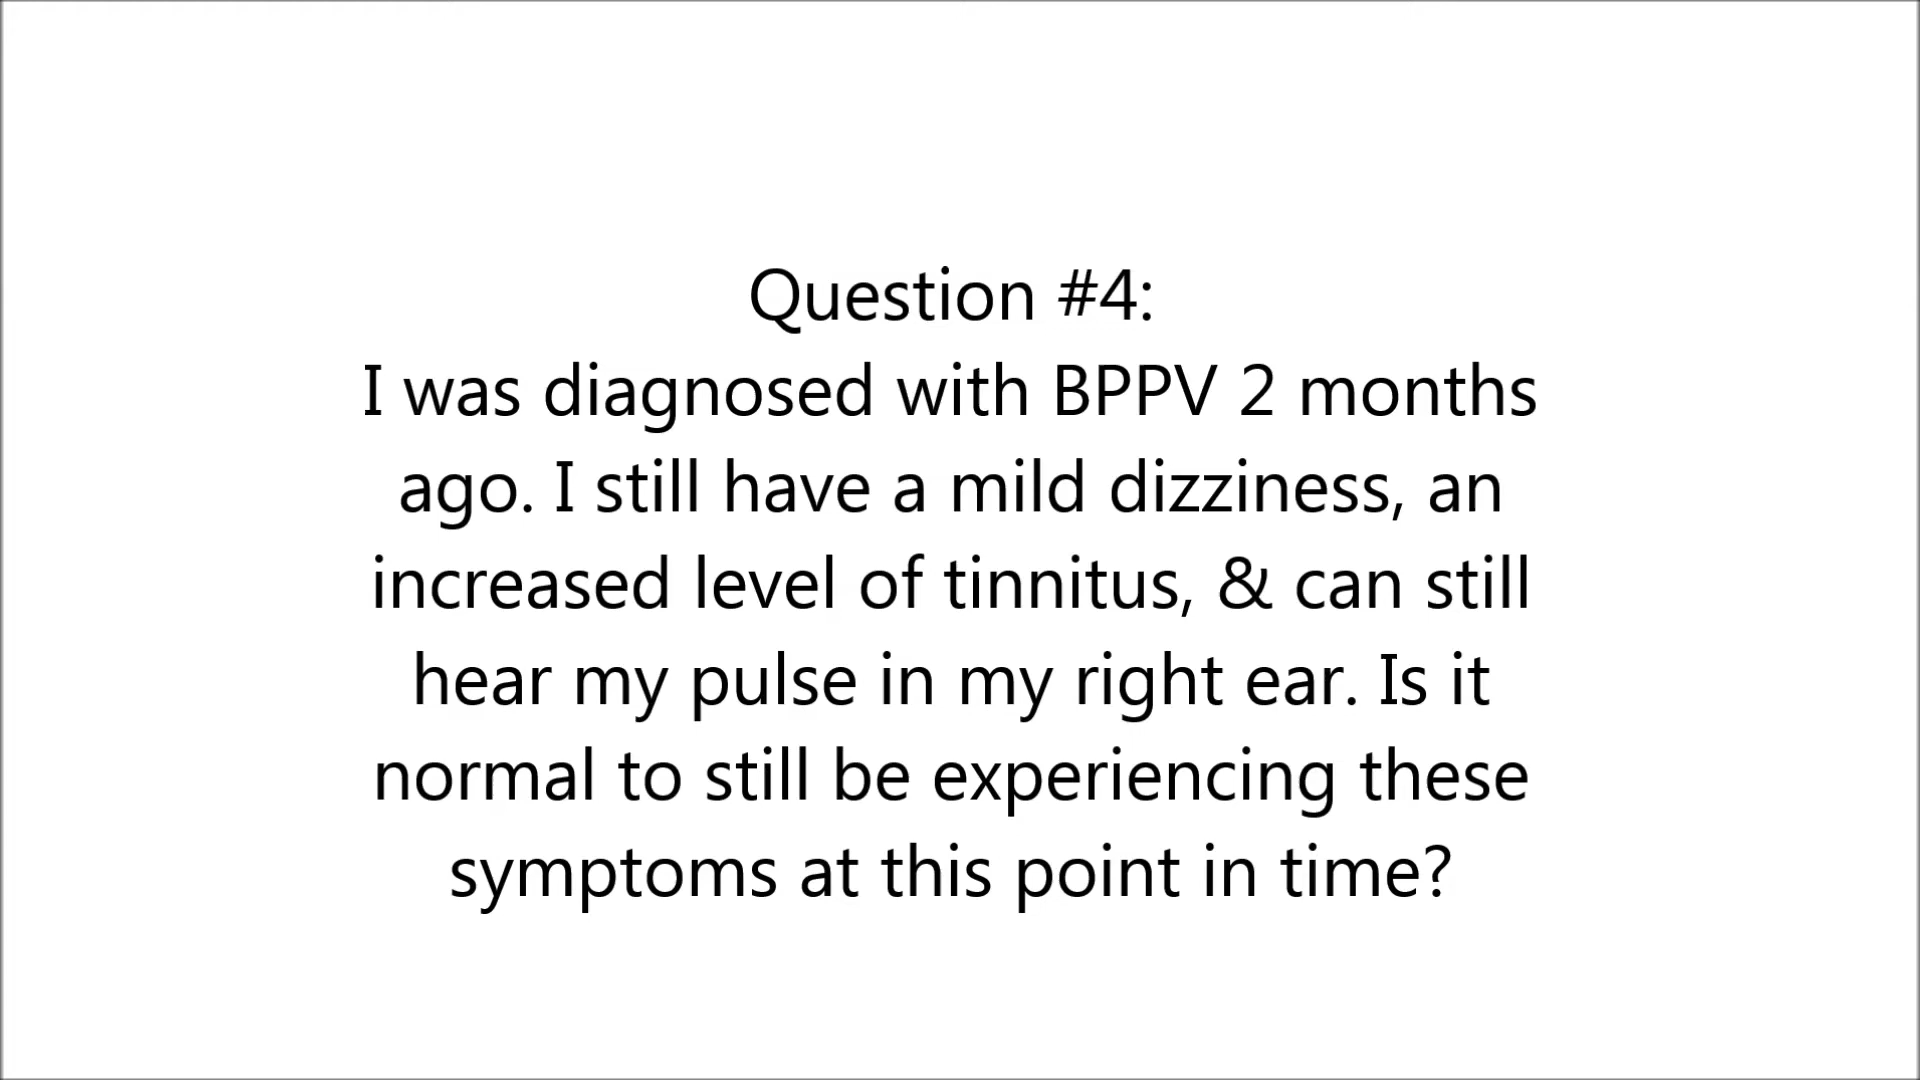 Question #4:
I was diagnosed with BPPV 2 months
ago. I still have a mild dizziness, an
increased level of tinnitus, & can still
hear my pulse in my right ear. Is it
normal to still be experiencing these
symptoms at this point in time?